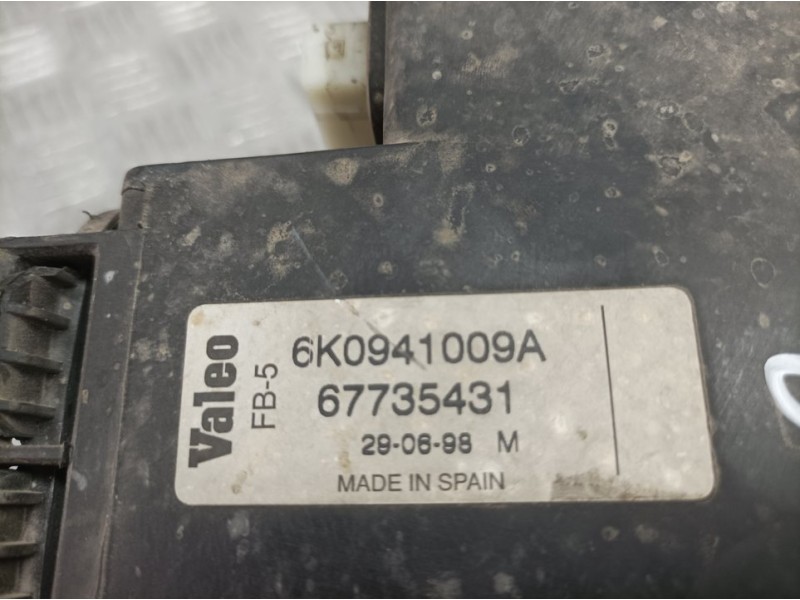 Valeo
FB-5
6K0941009A
67735431
29-06-98 M
MADE IN SPAIN